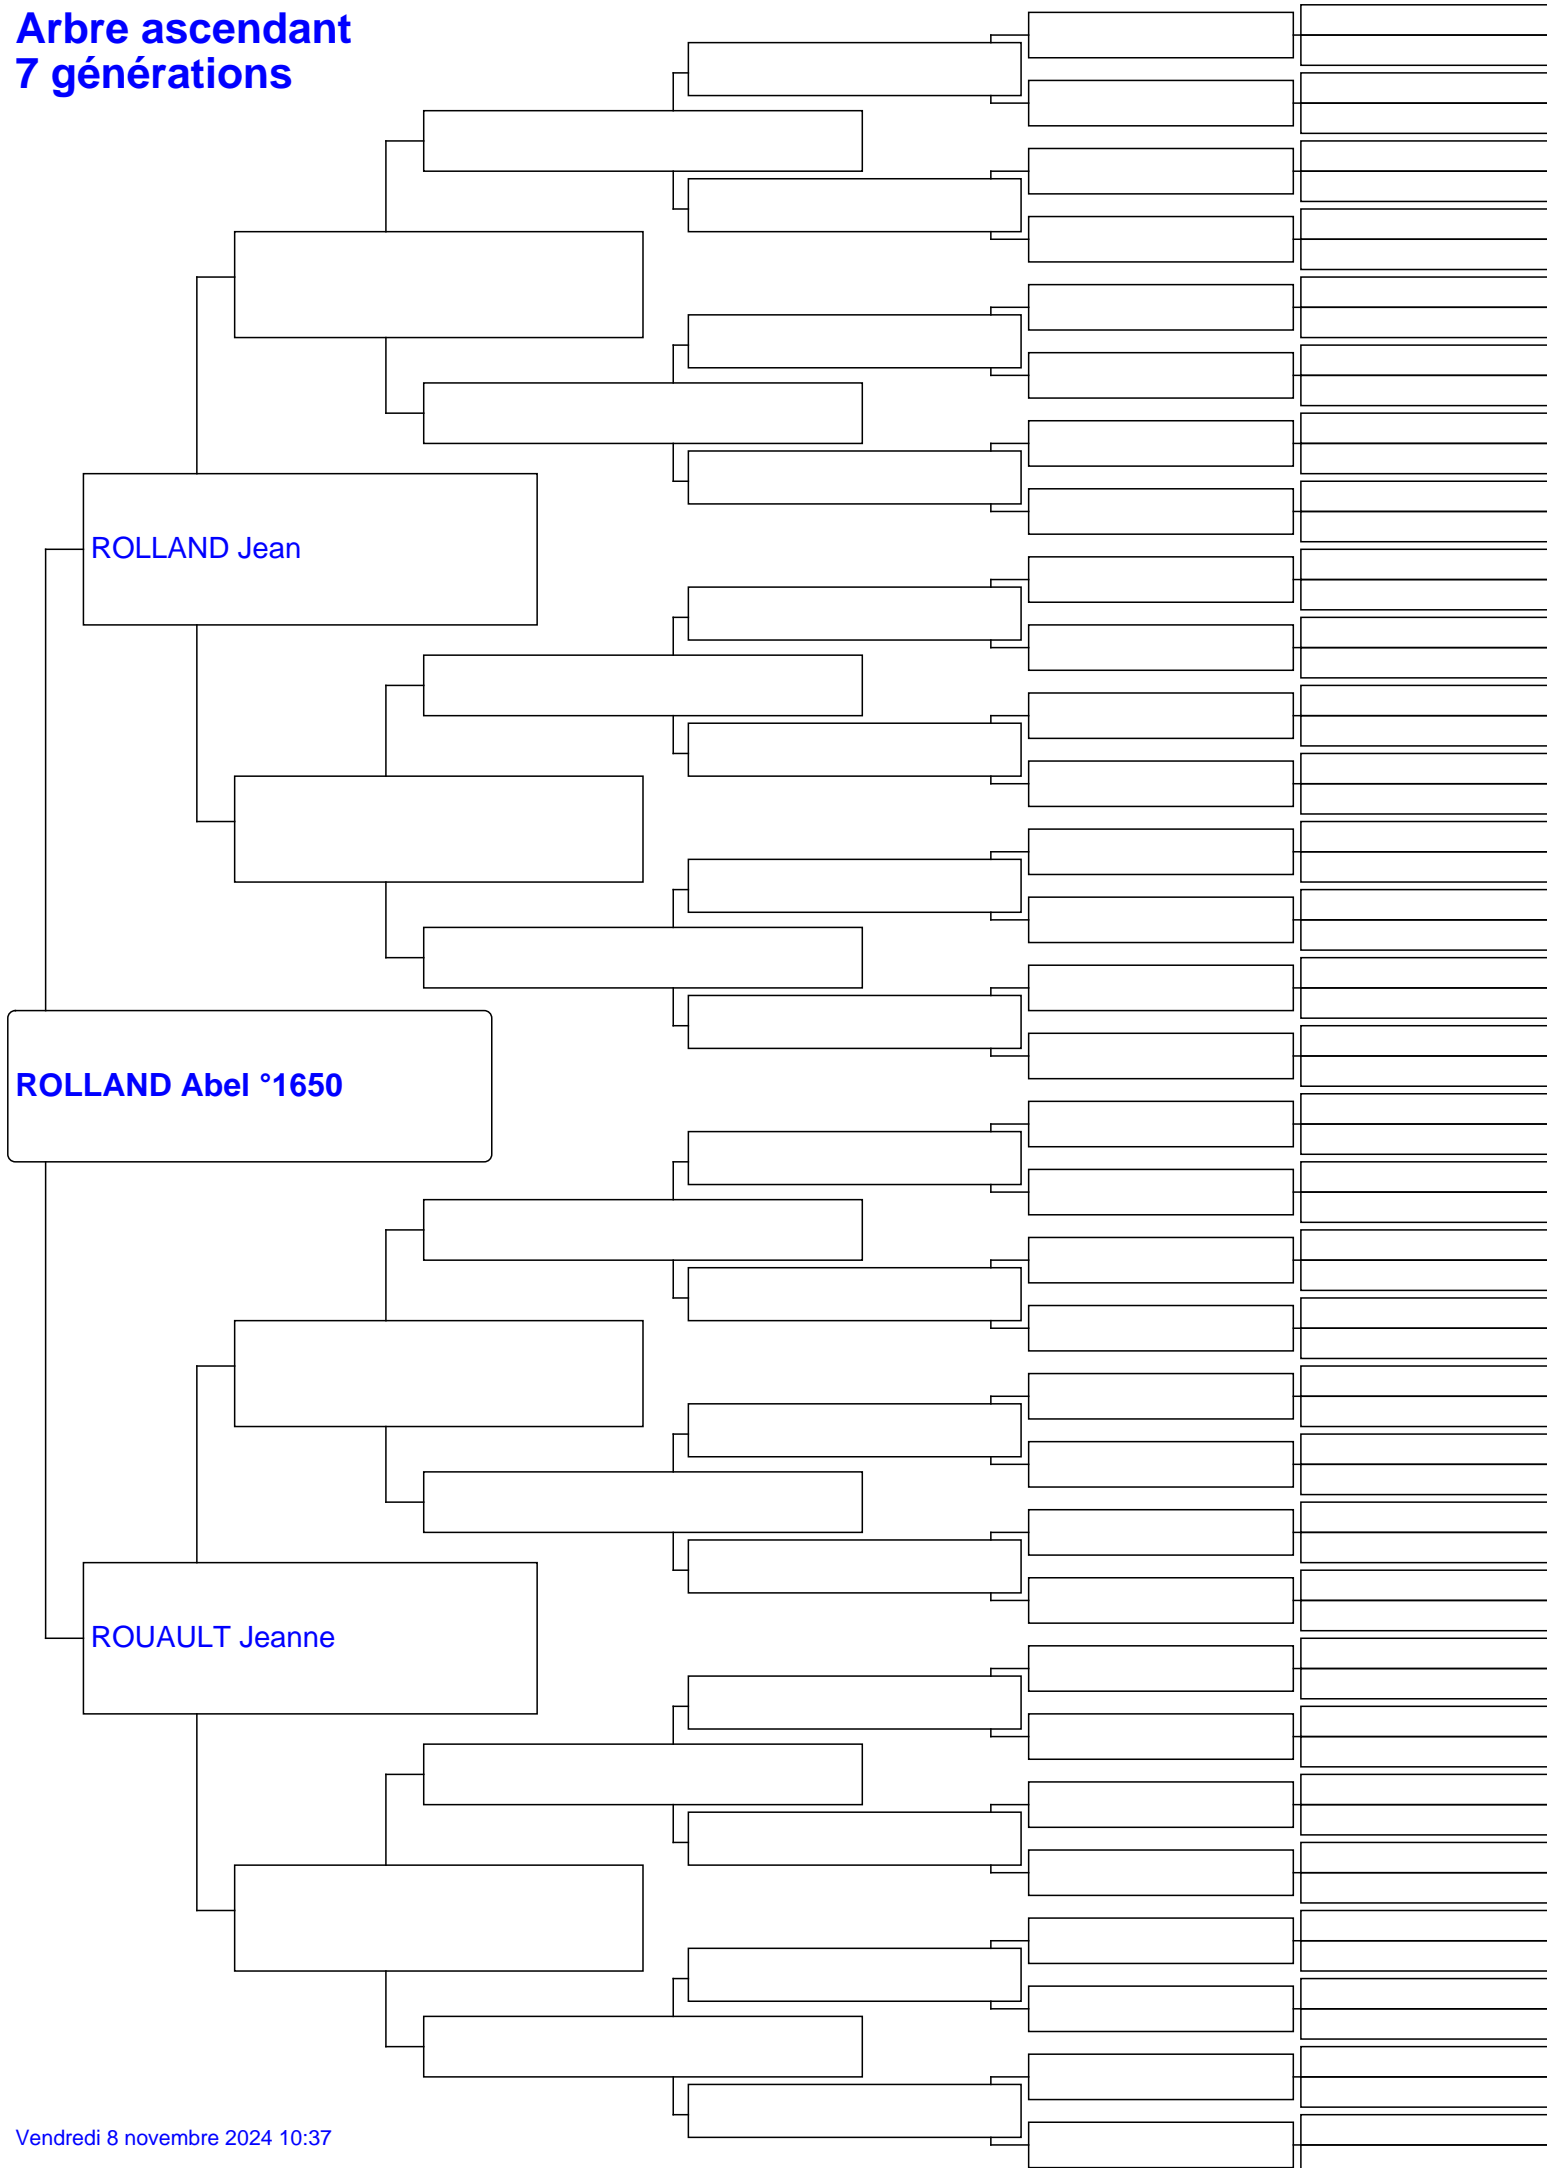 Arbre ascendant
7 générations
ROLLAND Jean
ROLLAND Abel °1650
ROUAULT Jeanne
Vendredi 8 novembre 2024 10:37